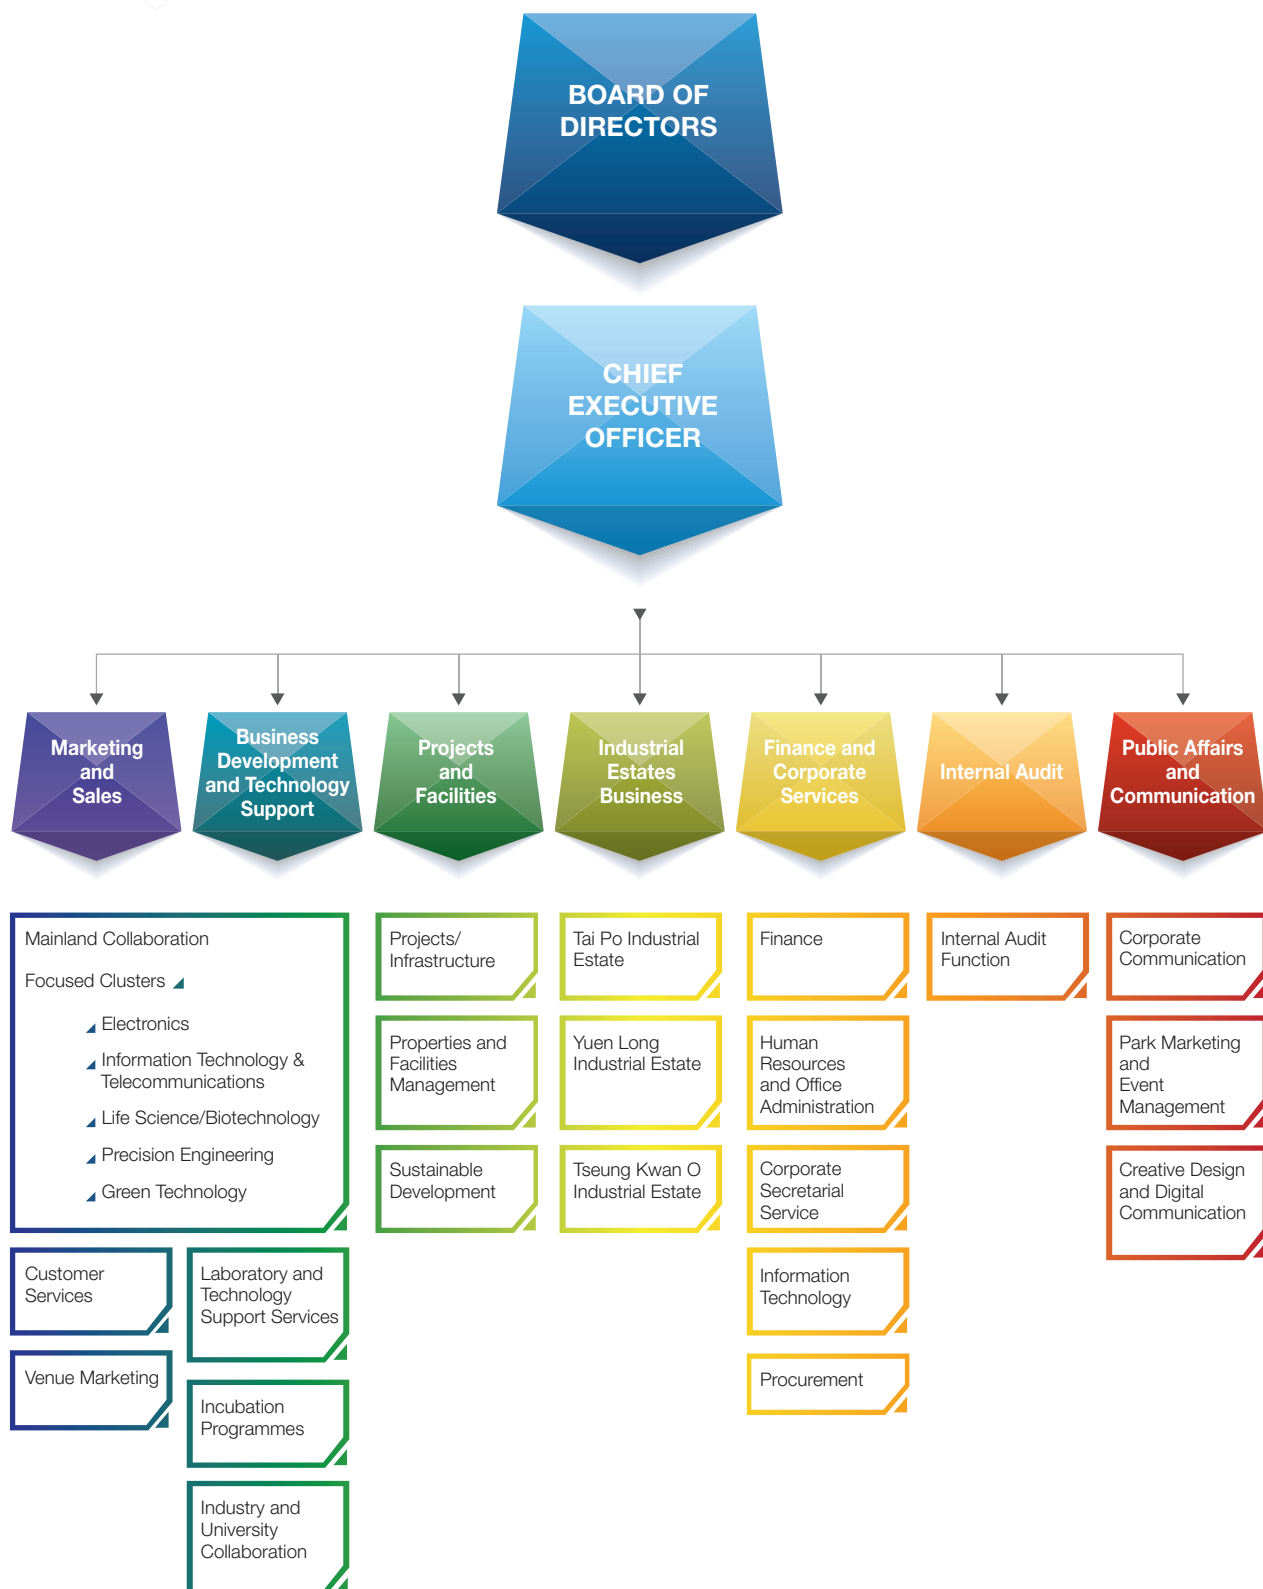 BOARD OF
DIRECTORS
CHIEF
EXECUTIVE
OFFICER
Marketing
and
Sales
Business
Development
and Technology
Support
Projects
and
Facilities
Industrial
Estates
Business
Finance and
Corporate
Services
Internal Audit
Public Affairs
and
Communication
Mainland Collaboration
Focused Clusters
Electronics
Information Technology &
Telecommunications
Life Science/Biotechnology
Precision Engineering
Green Technology
Customer
Services
Venue Marketing
Laboratory and
Technology
Support Services
Incubation
Programmes
Industry and
University
Collaboration
Projects/
Infrastructure
Properties and
Facilities
Management
Sustainable
Development
Tai Po Industrial
Estate
Yuen Long
Industrial Estate
Tseung Kwan O
Industrial Estate
Finance
Human
Resources
and Office
Administration
Corporate
Secretarial
Service
Information
Technology
Procurement
Internal Audit
Function
Corporate
Communication
Park Marketing
and
Event
Management
Creative Design
and Digital
Communication